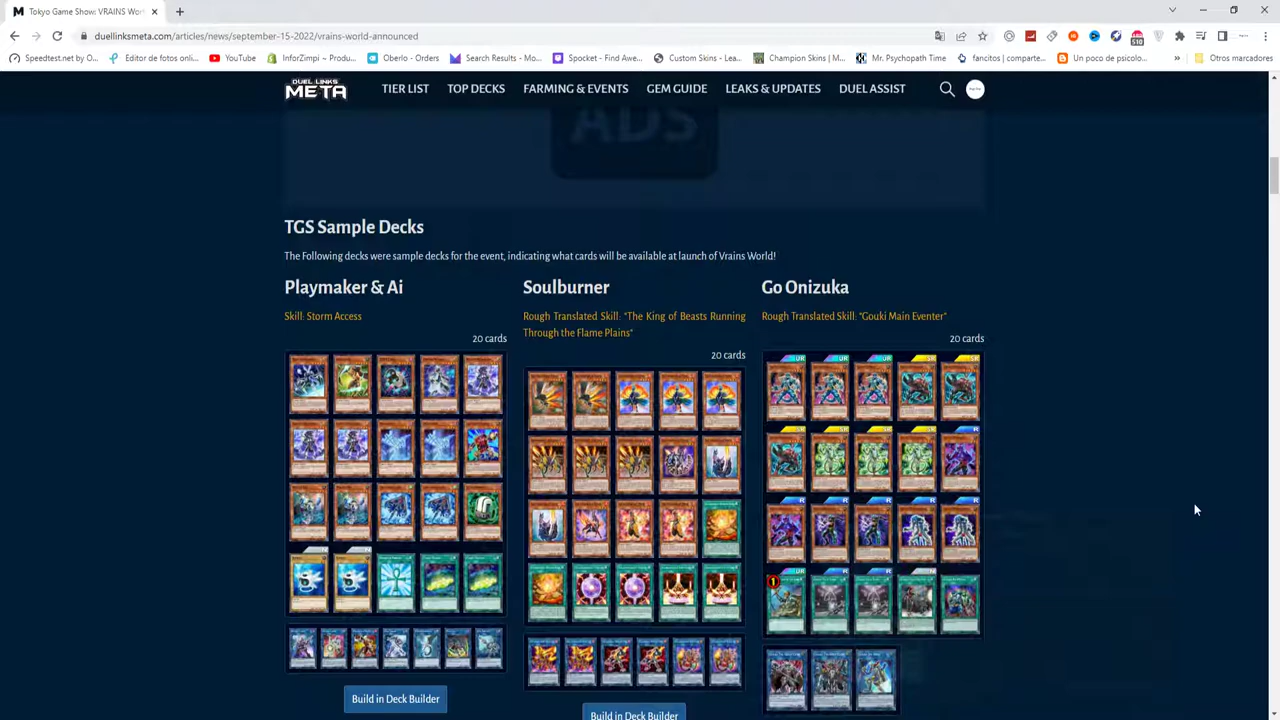 Tokyo Game Show: VRAINS Wor
duellinksmeta.com/articles/news/september-15-2022/vrains-world-announced
Speedtest.net by O...
Editor de fotos onli...
YouTube
InforZimpi ~ Produ...
Oberlo - Orders
Search Results - Mo...
Spocket - Find Awe...
Custom Skins - Lea...
Champion Skins | M...
Mr. Psychopath Time
fancitos | comparte...
Un poco de psicolo...
»
Otros marcadores
DUEL LINKS
META
TIER LIST
TOP DECKS
FARMING & EVENTS
GEM GUIDE
LEAKS & UPDATES
DUEL ASSIST
ADS
TGS Sample Decks
The Following decks were sample decks for the event, indicating what cards will be available at launch of Vrains World!
Playmaker & Ai
Skill: Storm Access
20 cards
Build in Deck Builder
Soulburner
Rough Translated Skill: "The King of Beasts Running
Through the Flame Plains"
20 cards
Build in Deck Builder
Go Onizuka
Rough Translated Skill: "Gouki Main Eventer"
20 cards